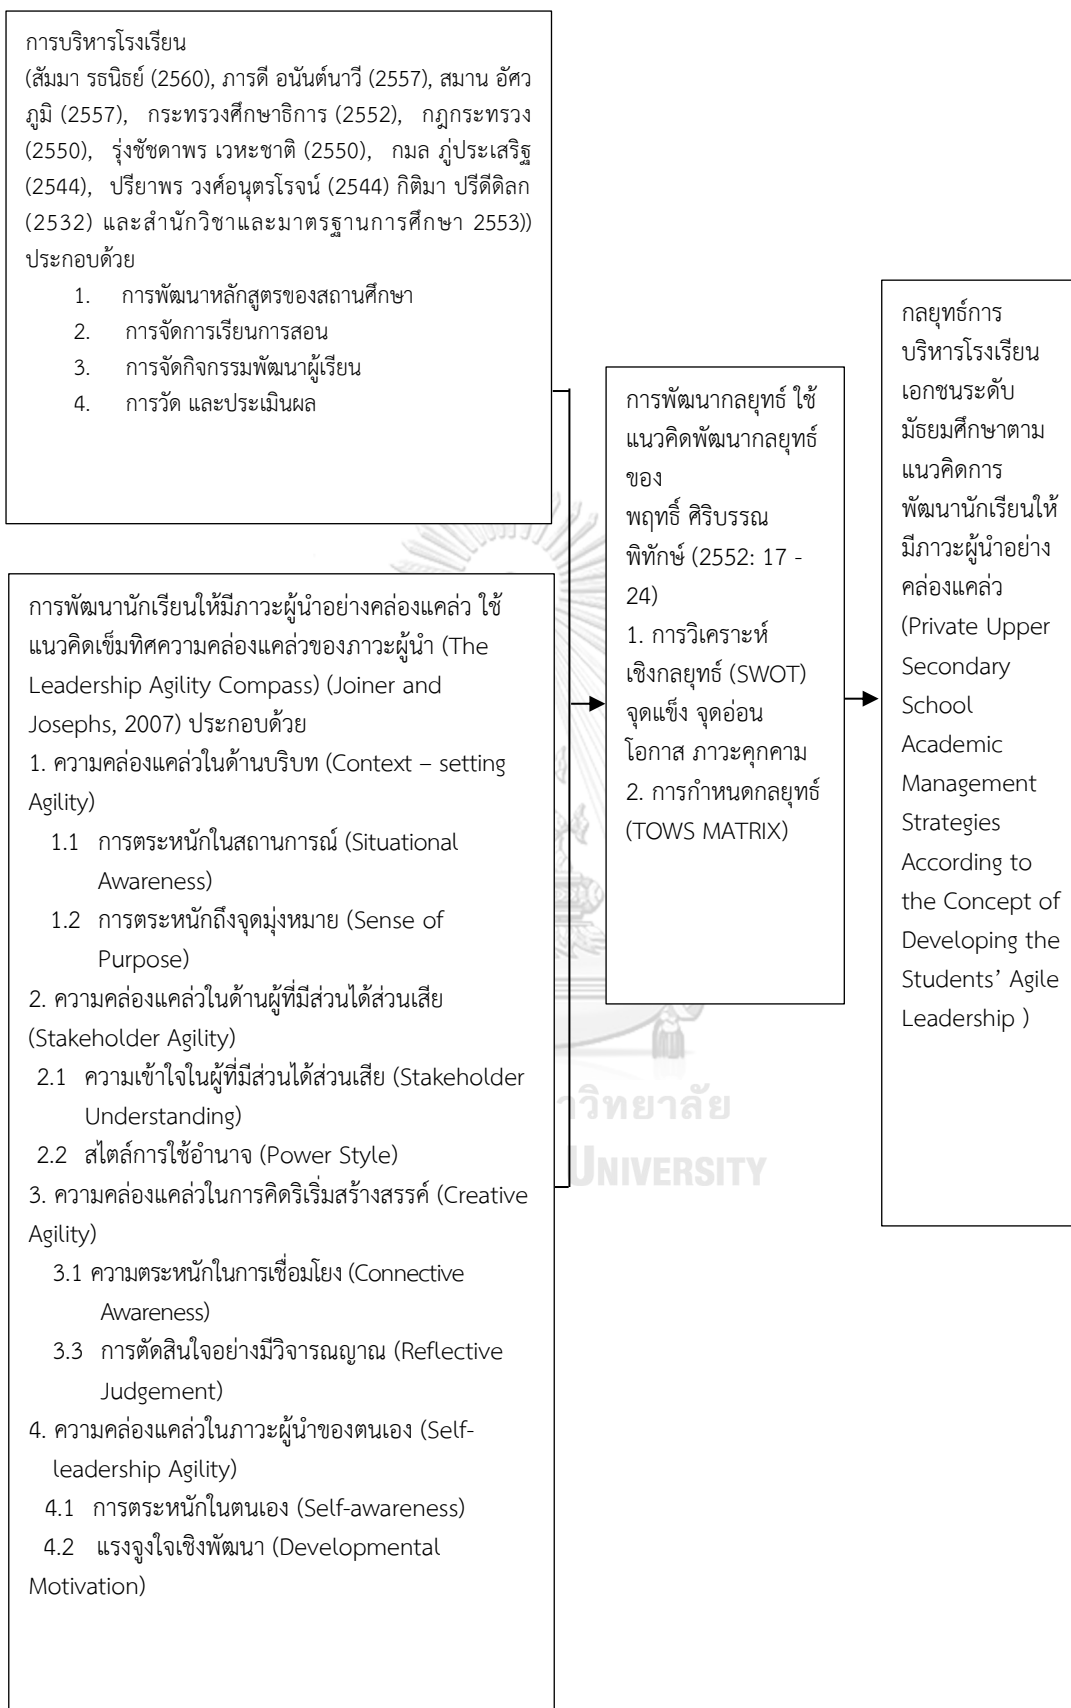 การบริหารโรงเรียน
(สัมมา รธนิธย์ (2560), ภารดี อนันต์นาวี (2557), สมาน อัศว
ภูมิ (2557), กระทรวงศึกษาธิการ (2552), กฎกระทรวง
(2550), รุ่งชัชดาพร เวหะชาติ (2550), กมล ภู่ประเสริฐ
(2544), ปรียาพร วงศ์อนุตรโรจน์ (2544) กิติมา ปรีดีดิลก
(2532) และสำนักวิชาและมาตรฐานการศึกษา 2553))
ประกอบด้วย
1. การพัฒนาหลักสูตรของสถานศึกษา
2. การจัดการเรียนการสอน
3. การจัดกิจกรรมพัฒนาผู้เรียน
4. การวัด และประเมินผล
การพัฒนานักเรียนให้มีภาวะผู้นำอย่างคล่องแคล่ว ใช้
แนวคิดเข็มทิศความคล่องแคล่วของภาวะผู้นำ (The
Leadership Agility Compass) (Joiner and
Josephs, 2007) ประกอบด้วย
1. ความคล่องแคล่วในด้านบริบท (Context – setting
Agility)
1.1 การตระหนักในสถานการณ์ (Situational
Awareness)
1.2 การตระหนักถึงจุดมุ่งหมาย (Sense of
Purpose)
2. ความคล่องแคล่วในด้านผู้ที่มีส่วนได้ส่วนเสีย
(Stakeholder Agility)
2.1 ความเข้าใจในผู้ที่มีส่วนได้ส่วนเสีย (Stakeholder
Understanding)
2.2 สไตล์การใช้อำนาจ (Power Style)
3. ความคล่องแคล่วในการคิดริเริ่มสร้างสรรค์ (Creative
Agility)
3.1 ความตระหนักในการเชื่อมโยง (Connective
Awareness)
3.3 การตัดสินใจอย่างมีวิจารณญาณ (Reflective
Judgement)
4. ความคล่องแคล่วในภาวะผู้นำของตนเอง (Self-
leadership Agility)
4.1 การตระหนักในตนเอง (Self-awareness)
4.2 แรงจูงใจเชิงพัฒนา (Developmental
Motivation)
การพัฒนากลยุทธ์ ใช้
แนวคิดพัฒนากลยุทธ์
ของ
พฤทธิ์ ศิริบรรณ
พิทักษ์ (2552: 17 -
24)
1. การวิเคราะห์
เชิงกลยุทธ์ (SWOT)
จุดแข็ง จุดอ่อน
โอกาส ภาวะคุกคาม
2. การกำหนดกลยุทธ์
(TOWS MATRIX)
กลยุทธ์การ
บริหารโรงเรียน
เอกชนระดับ
มัธยมศึกษาตาม
แนวคิดการ
พัฒนานักเรียนให้
มีภาวะผู้นำอย่าง
คล่องแคล่ว
(Private Upper
Secondary
School
Academic
Management
Strategies
According to
the Concept of
Developing the
Students' Agile
Leadership )
าวิทยาลัย
UNIVERSITY